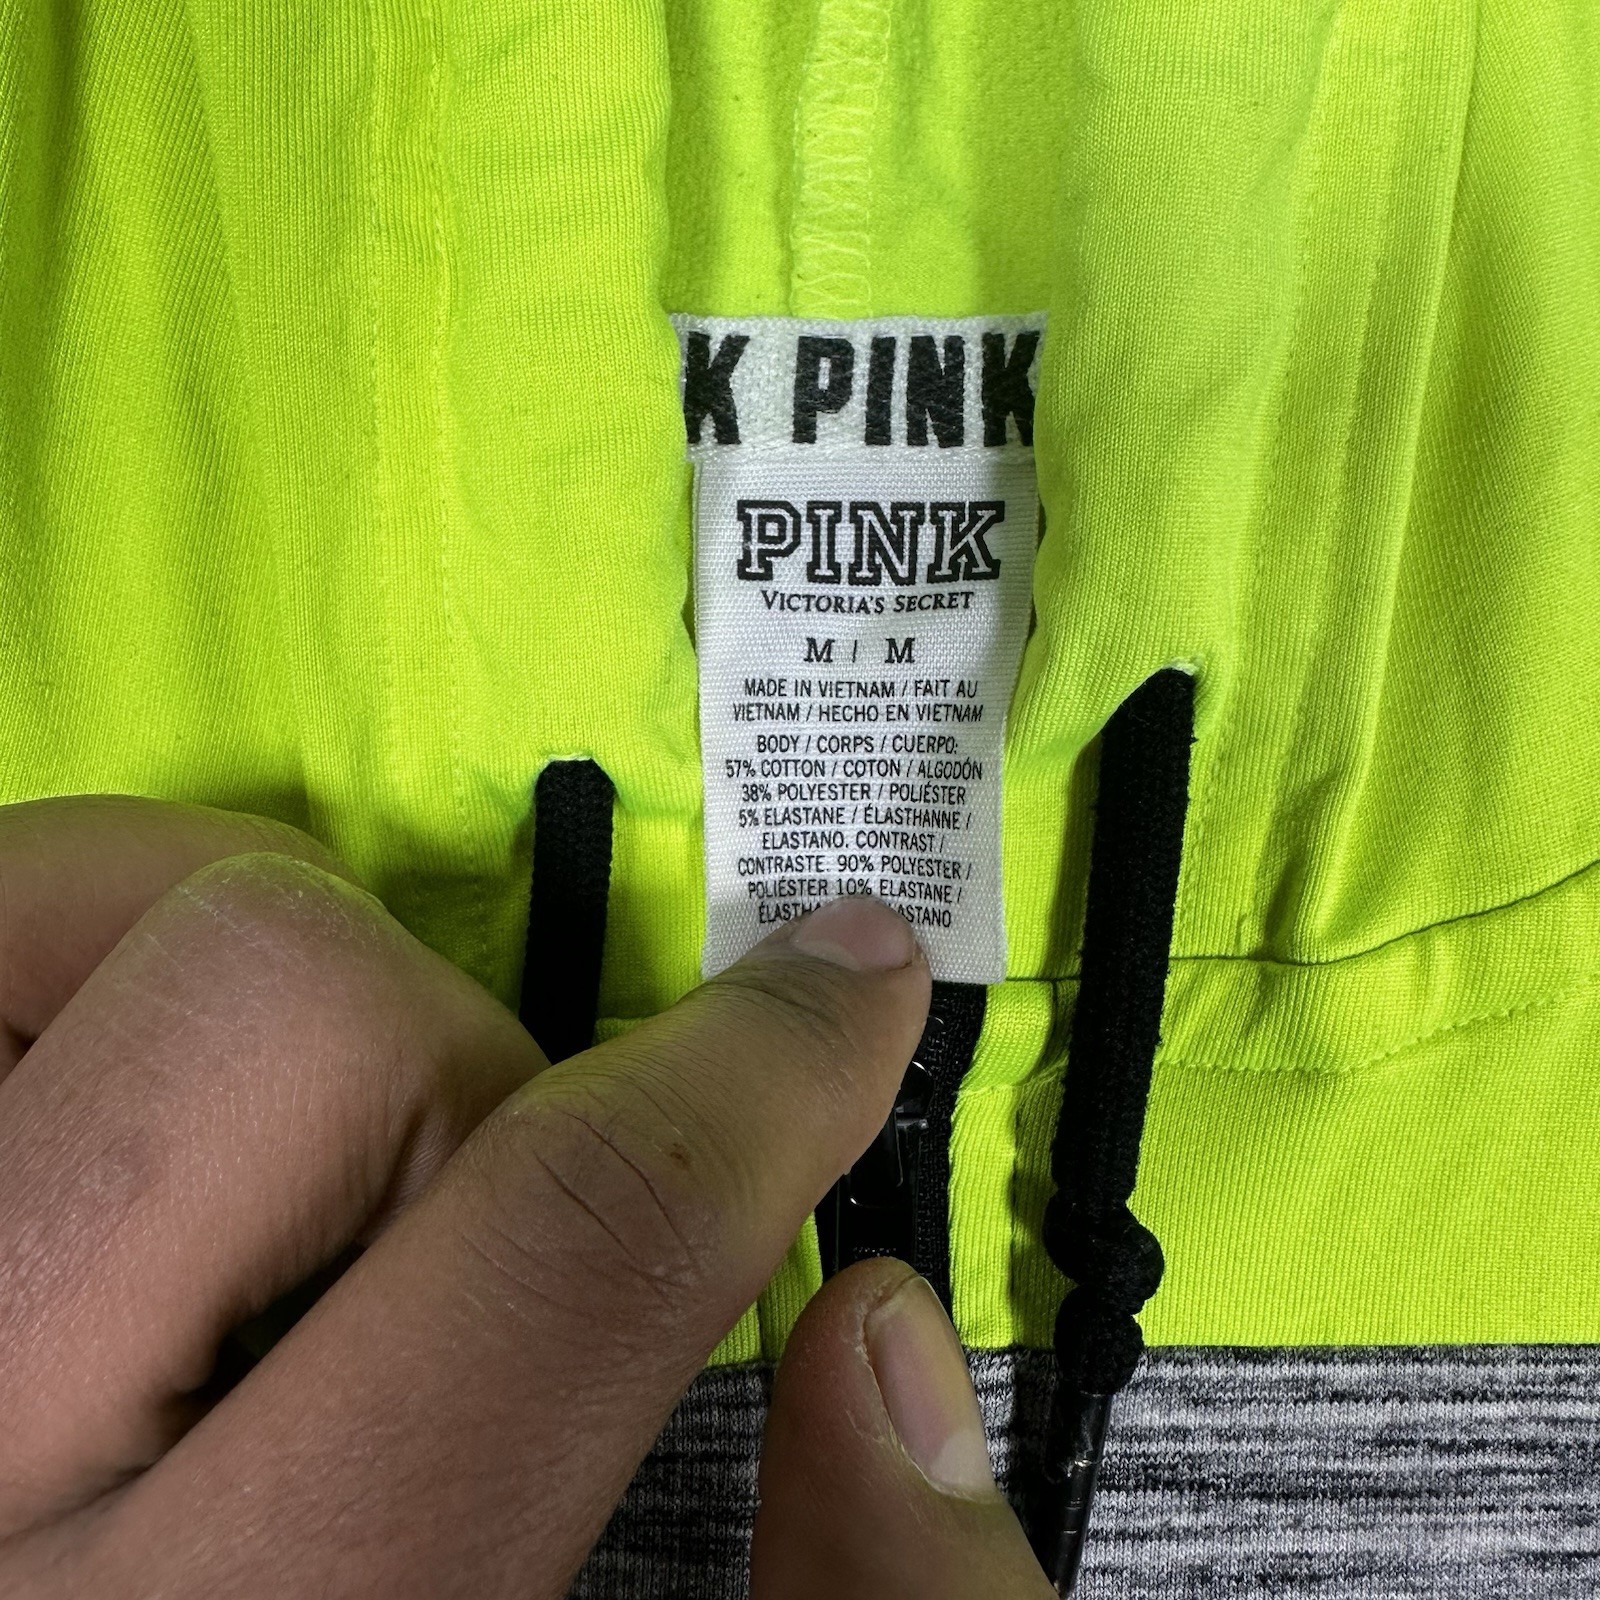 K PINK
PINK
VICTORIA'S SECRET
M / M
MADE IN VIETNAM / FAIT AU
VIETNAM / HECHO EN VIETNAM
BODY / CORPS / CUERPO:
57% COTTON / COTON / ALGODÓN
38% POLYESTER / POLIÉSTER
5% ELASTANE / ÉLASTHANNE /
ELASTANO. CONTRAST /
CONTRASTE. 90% POLYESTER /
POLIÉSTER 10% ELASTANE /